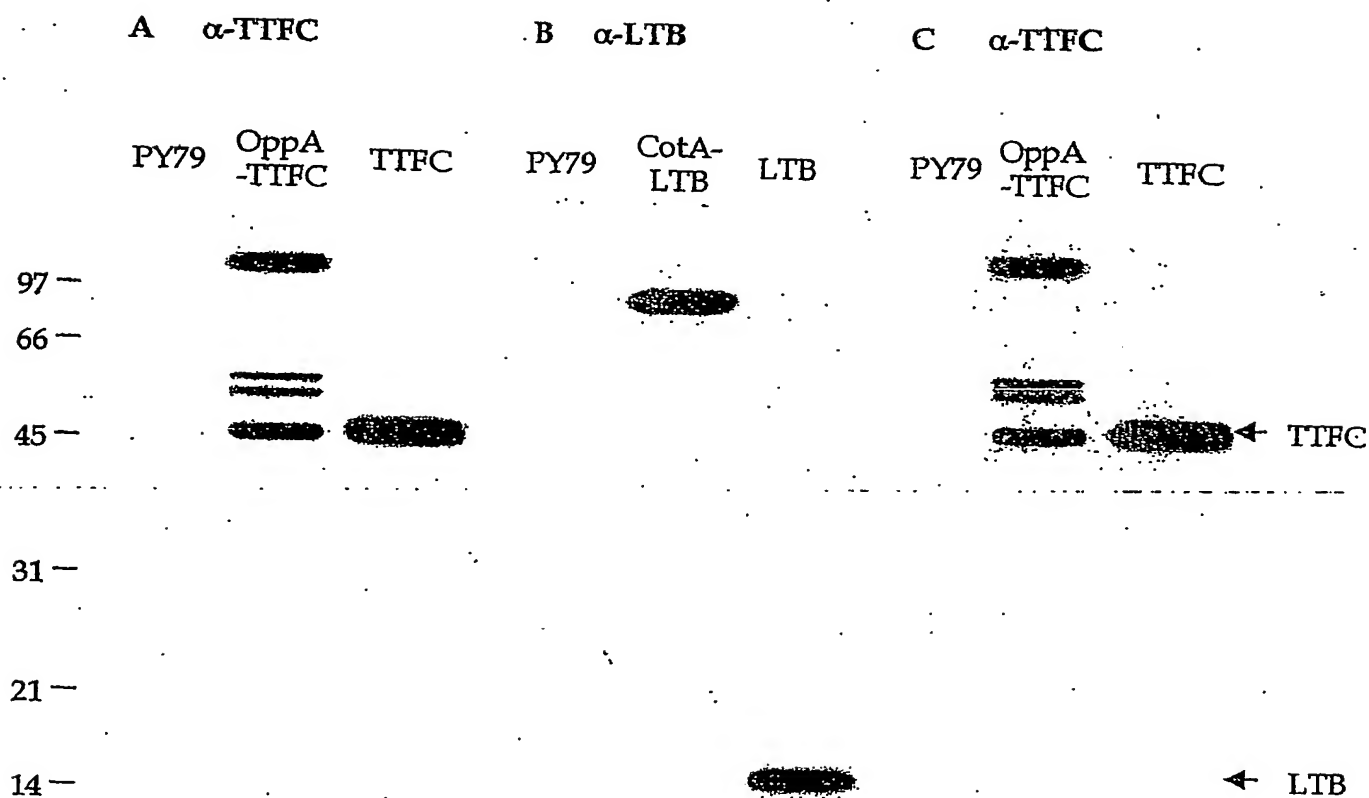 A α-TTFC
B α-LTB
C α-TTFC
PY79
OppA
-TTFC
TTFC
PY79
CotA-
LTB
LTB
PY79
OppA
-TTFC
TTFC
97
66
45
31
21
14
TTFC
LTB